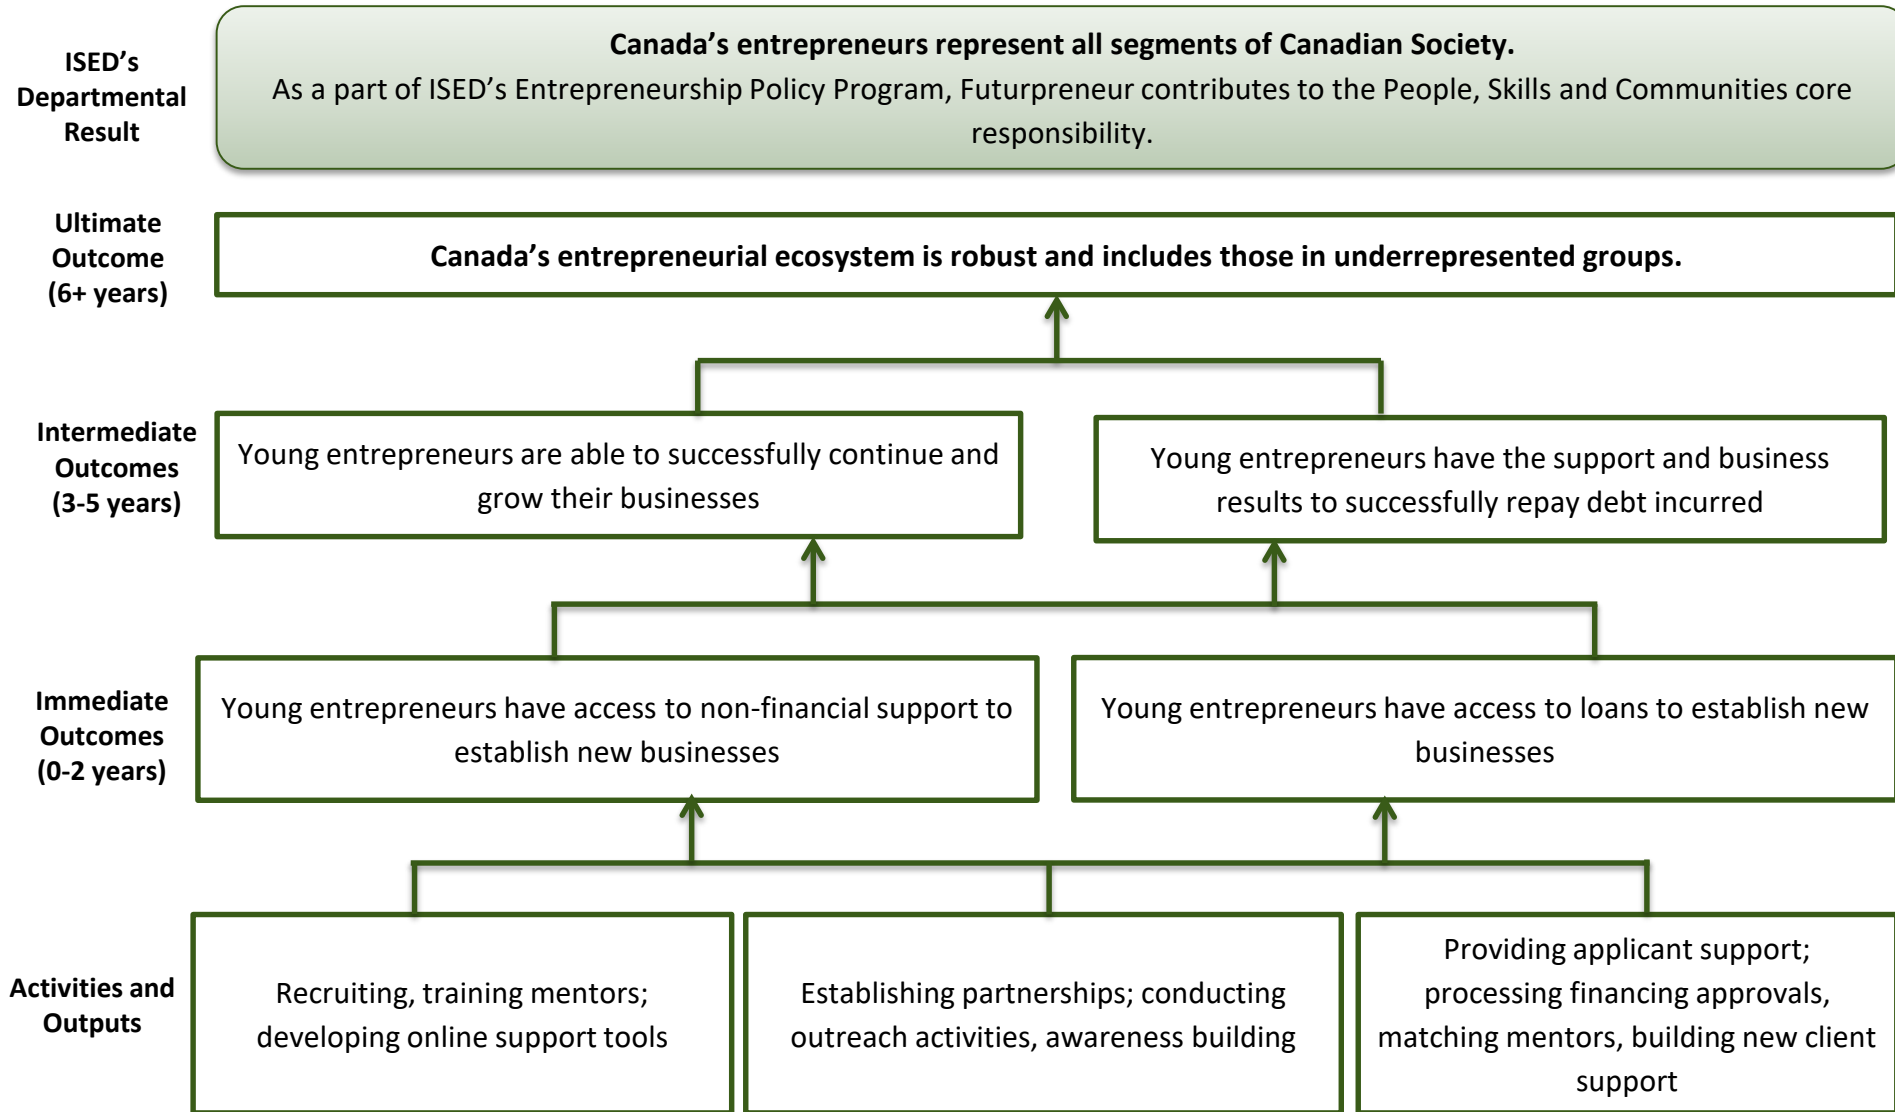 ISED's
Departmental
Result
Canada's entrepreneurs represent all segments of Canadian Society.
As a part of ISED's Entrepreneurship Policy Program, Futurpreneur contributes to the People, Skills and Communities core
responsibility.
Ultimate
Outcome
(6+ years)
Canada's entrepreneurial ecosystem is robust and includes those in underrepresented groups.
Intermediate
Outcomes
(3-5 years)
Young entrepreneurs are able to successfully continue and
grow their businesses
Young entrepreneurs have the support and business
results to successfully repay debt incurred
Immediate
Outcomes
(0-2 years)
Young entrepreneurs have access to non-financial support to
establish new businesses
Young entrepreneurs have access to loans to establish new
businesses
Activities and
Outputs
Recruiting, training mentors;
developing online support tools
Establishing partnerships; conducting
outreach activities, awareness building
Providing applicant support;
processing financing approvals,
matching mentors, building new client
support